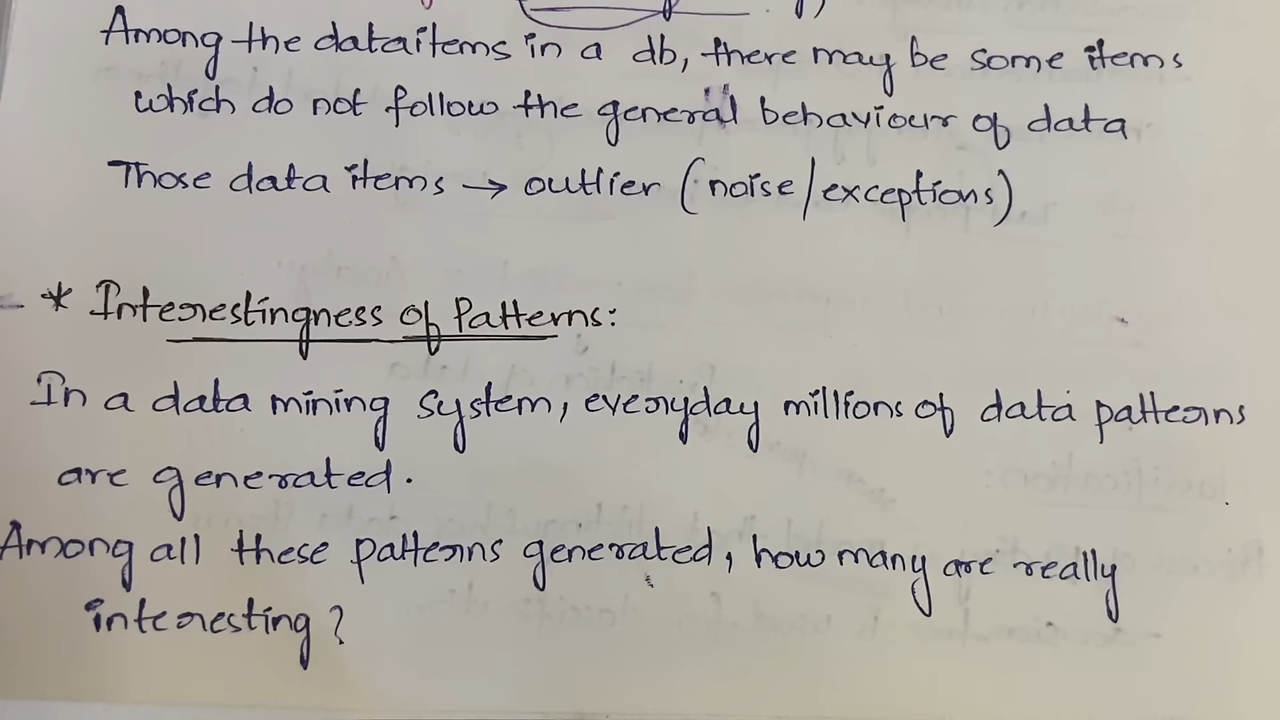 Among the dataitems in a db, there may be some items
which do not follow the general behaviour of data
Those data items → outlier (noise/exceptions)
* Interestingness of Patterns:
In a data mining system, everyday millions of data patterns
are generated.
Among all these patterns generated, how many are really
interesting?